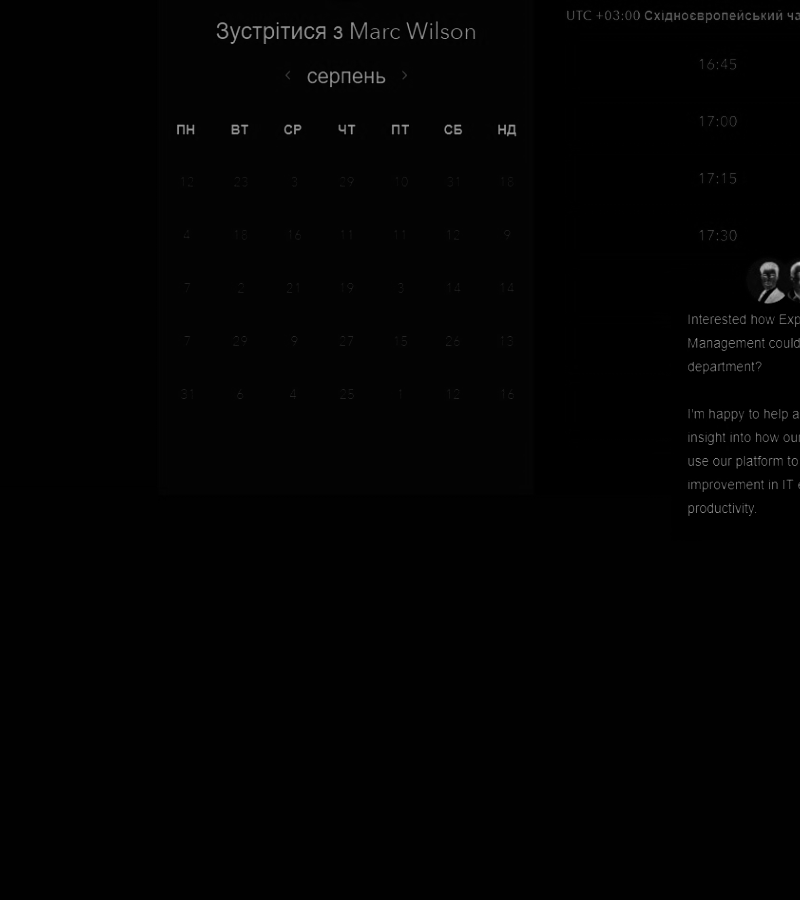 Зустрітися з Marc Wilson
‹ серпень ›
ПН ВТ СР ЧТ ПТ СБ НД
12 23 3 29 10 31 18
4 18 16 11 11 12 9
7 2 21 19 3 14 14
7 29 9 27 15 26 13
31 6 4 25 1 12 16
UTC +03:00 Східноєвропейський ча
16:45
17:00
17:15
17:30
Interested how Exp
Management could
department?
I'm happy to help a
insight into how ou
use our platform to
improvement in IT e
productivity.